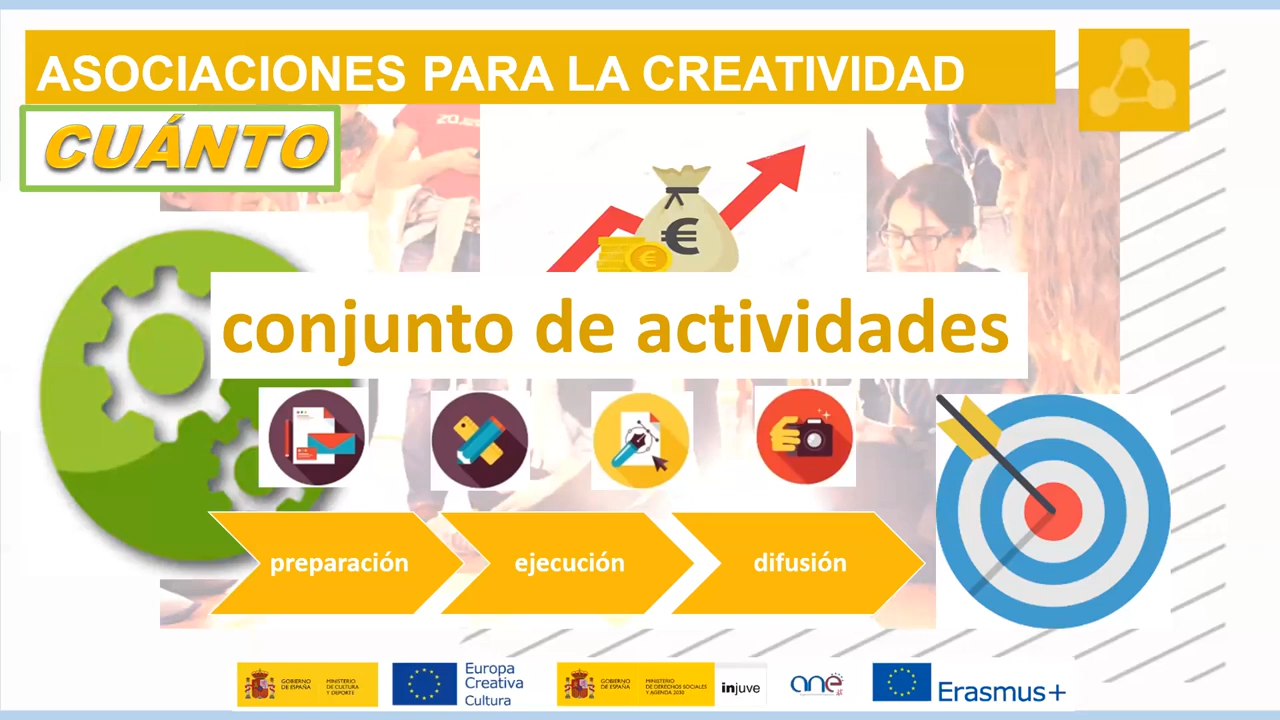 ASOCIACIONES PARA LA CREATIVIDAD
CUÁNTO
€
€
conjunto de actividades
preparación
ejecución
difusión
GOBIERNO
DE ESPAÑA
MINISTERIO
DE CULTURA
Y DEPORTE
Europa
Creativa
Cultura
GOBIERNO
DE ESPAÑA
MINISTERIO
DE DERECHOS SOCIALES
Y AGENDA 2030
injuve
ane
Erasmus+